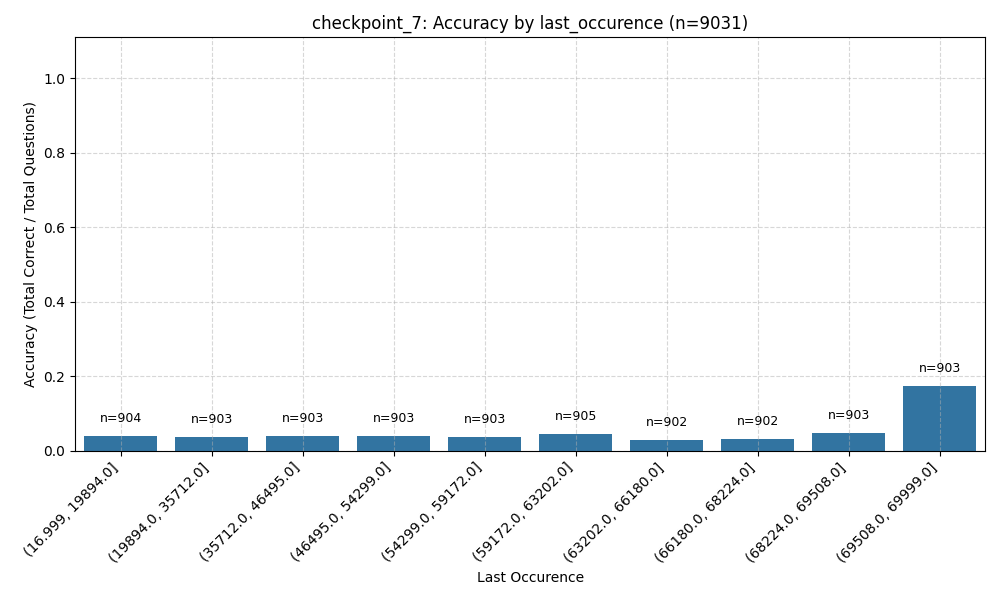 checkpoint_7: Accuracy by last_occurence (n=9031)
Accuracy (Total Correct / Total Questions)
1.0
0.8
0.6
0.4
0.2
0.0
n=904
n=903
n=903
n=903
n=903
n=905
n=902
n=902
n=903
n=903
(16.999, 19894.0]
(19894.0, 35712.0]
(35712.0, 46495.0]
(46495.0, 54299.0]
(54299.0, 59172.0]
(59172.0, 63202.0]
(63202.0, 66180.0]
(66180.0, 68224.0]
(68224.0, 69508.0]
(69508.0, 69999.0]
Last Occurence